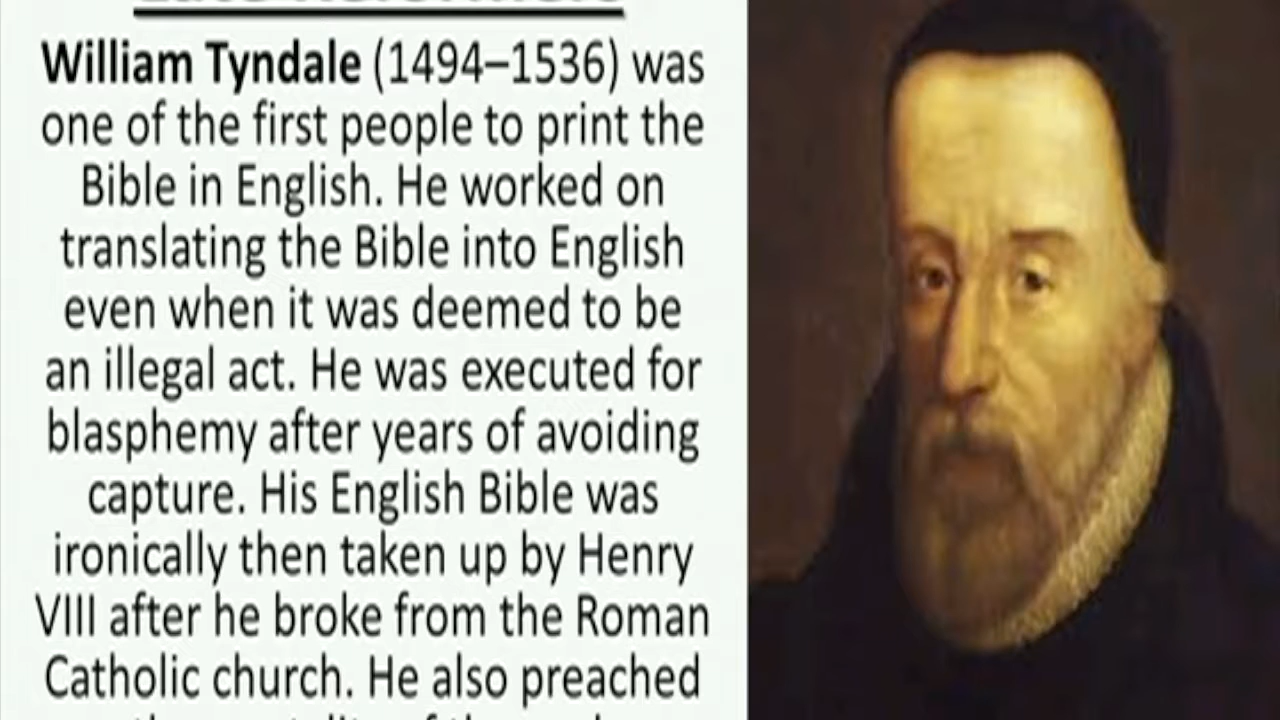 William Tyndale (1494–1536) was
one of the first people to print the
Bible in English. He worked on
translating the Bible into English
even when it was deemed to be
an illegal act. He was executed for
blasphemy after years of avoiding
capture. His English Bible was
ironically then taken up by Henry
VIII after he broke from the Roman
Catholic church. He also preached